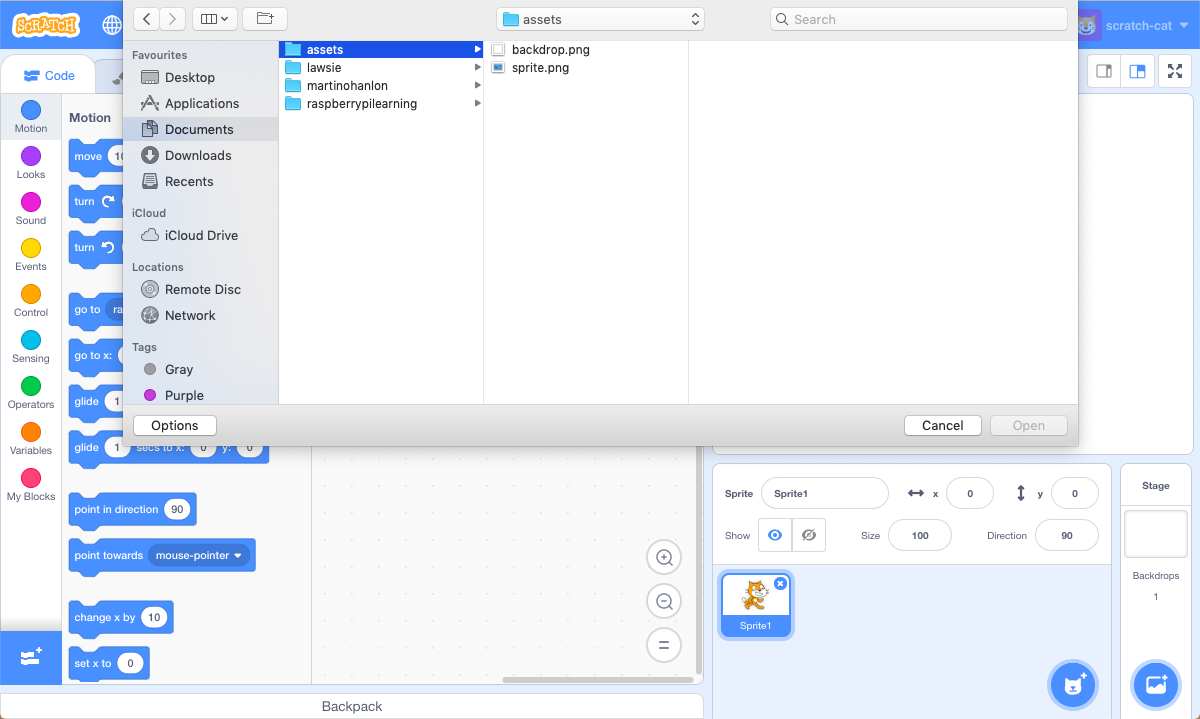 SCRATCH
assets
Search
scratch-cat
Code
Favourites
Desktop
Applications
Documents
Downloads
Recents
iCloud
iCloud Drive
Locations
Remote Disc
Network
Tags
Gray
Purple
assets
lawsie
martinohanlon
raspberrypilearning
backdrop.png
sprite.png
Options
Cancel
Open
Motion
Looks
Sound
Events
Control
Sensing
Operators
Variables
My Blocks
Motion
move 10
turn
turn
go to
go to x:
glide 1
glide 1 secs to x: 0 y: 0
point in direction 90
point towards mouse-pointer
change x by 10
set x to 0
Backpack
Sprite Sprite1 x 0 y 0
Show Size 100 Direction 90
Sprite1
Stage
Backdrops
1